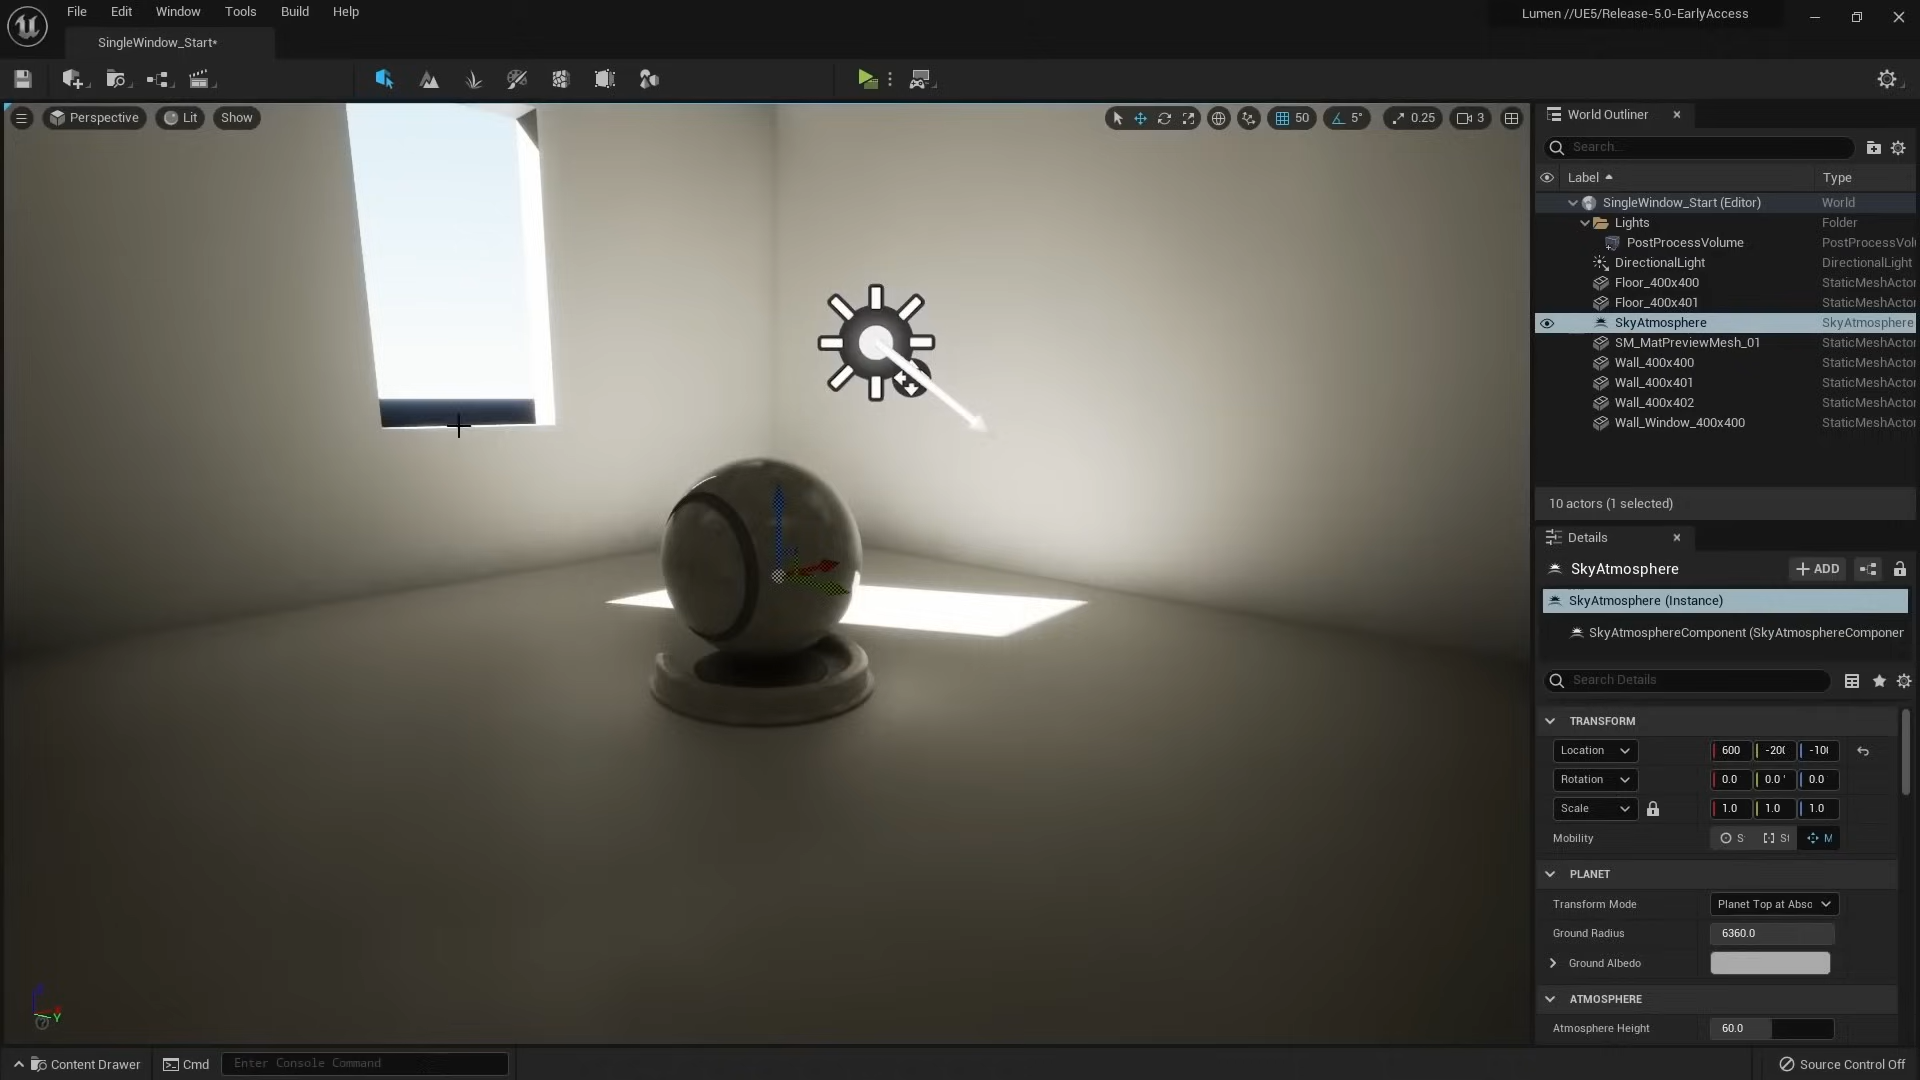 File Edit Window Tools Build Help
Lumen //UE5/Release-5.0-EarlyAccess
SingleWindow_Start*
Perspective Lit Show
50 5° 0.25 3
World Outliner
Search...
Label Type
SingleWindow_Start (Editor) World
Lights Folder
PostProcessVolume PostProcessVol
DirectionalLight DirectionalLight
Floor_400x400 StaticMeshActor
Floor_400x401 StaticMeshActor
SkyAtmosphere SkyAtmosphere
SM_MatPreviewMesh_01 StaticMeshActor
Wall_400x400 StaticMeshActor
Wall_400x401 StaticMeshActor
Wall_400x402 StaticMeshActor
Wall_Window_400x400 StaticMeshActor
10 actors (1 selected)
Details
SkyAtmosphere + ADD
SkyAtmosphere (Instance)
SkyAtmosphereComponent (SkyAtmosphereComponer
Search Details
TRANSFORM
Location 600 -200 -100
Rotation 0.0 0.0 ° 0.0
Scale 1.0 1.0 1.0
Mobility S St M
PLANET
Transform Mode Planet Top at Absc
Ground Radius 6360.0
Ground Albedo
ATMOSPHERE
Atmosphere Height 60.0
Y
Content Drawer Cmd Enter Console Command Source Control Off